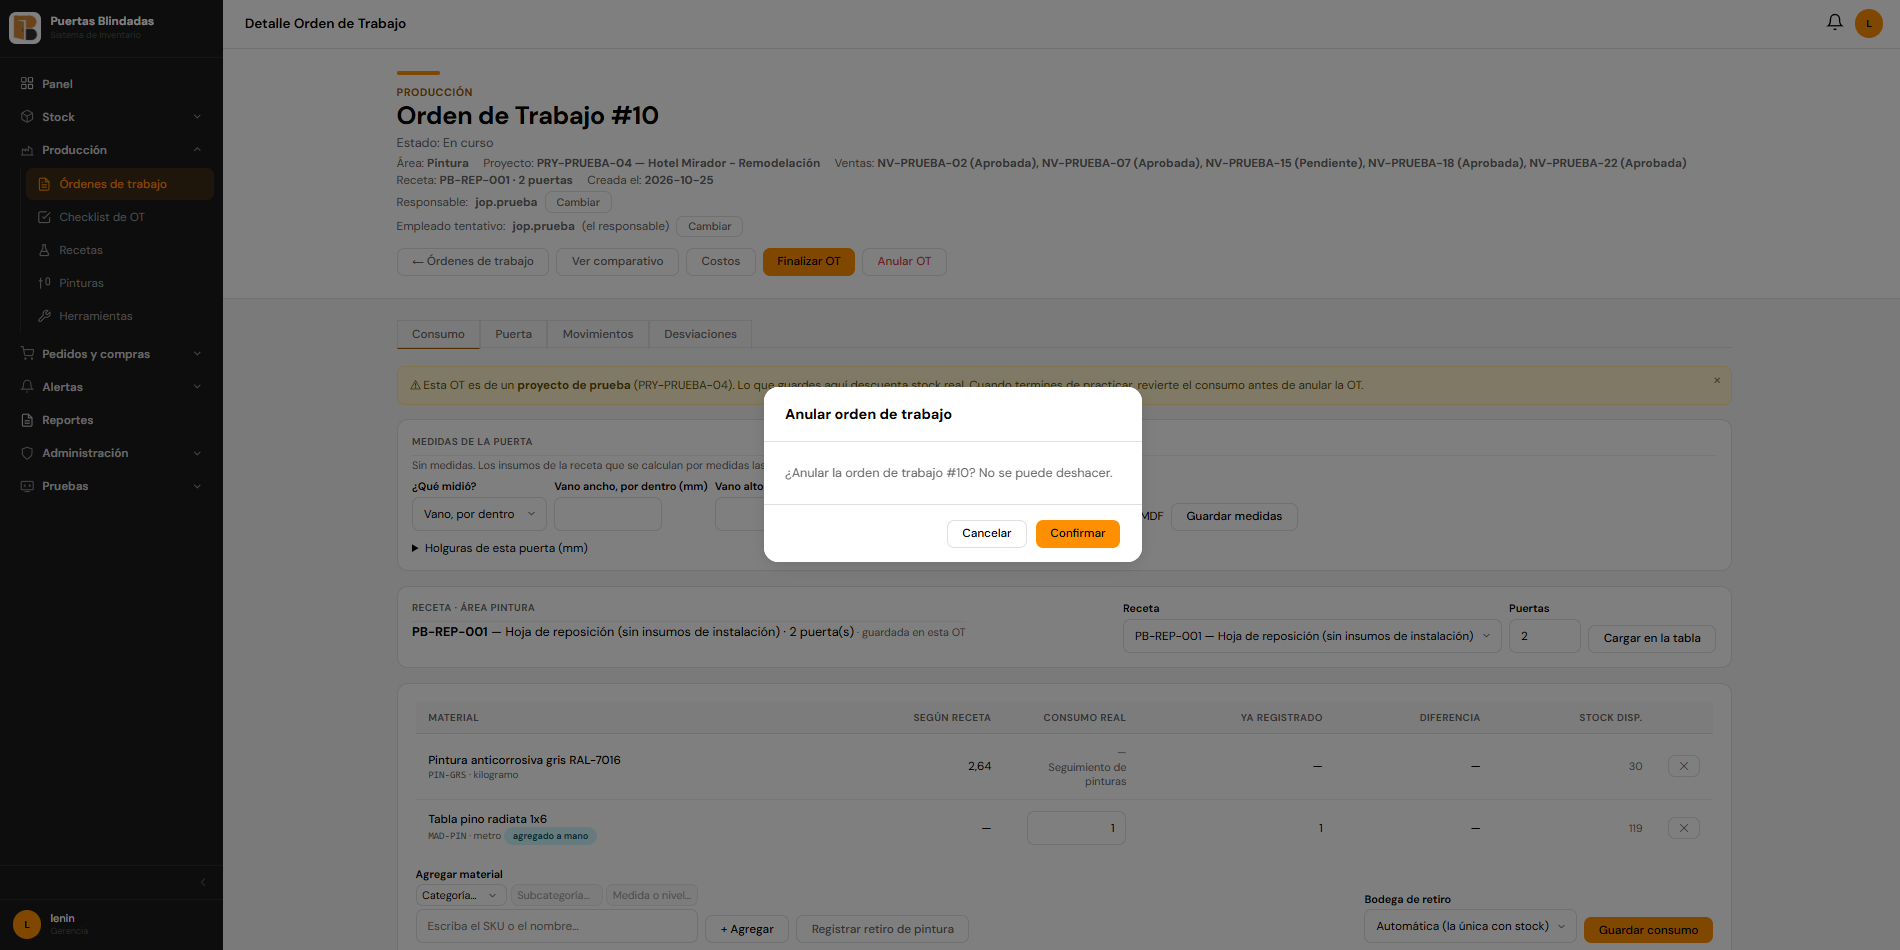 Puertas Blindadas
Sistema de Inventario
Detalle Orden de Trabajo
L
Panel
Stock
Producción
Órdenes de trabajo
Checklist de OT
Recetas
Pinturas
Herramientas
Pedidos y compras
Alertas
Reportes
Administración
Pruebas
L
lenin
Gerencia
PRODUCCIÓN
Orden de Trabajo #10
Estado: En curso
Área: Pintura Proyecto: PRY-PRUEBA-04 — Hotel Mirador - Remodelación Ventas: NV-PRUEBA-02 (Aprobada), NV-PRUEBA-07 (Aprobada), NV-PRUEBA-15 (Pendiente), NV-PRUEBA-18 (Aprobada), NV-PRUEBA-22 (Aprobada)
Receta: PB-REP-001 · 2 puertas Creada el: 2026-10-25
Responsable: jop.prueba Cambiar
Empleado tentativo: jop.prueba (el responsable) Cambiar
← Órdenes de trabajo Ver comparativo Costos Finalizar OT Anular OT
Consumo Puerta Movimientos Desviaciones
⚠ Esta OT es de un proyecto de prueba (PRY-PRUEBA-04). Lo que guardes aquí descuenta stock real. Cuando termines de practicar, revierte el consumo antes de anular la OT. ×
Anular orden de trabajo
¿Anular la orden de trabajo #10? No se puede deshacer.
Cancelar Confirmar
MEDIDAS DE LA PUERTA
Sin medidas. Los insumos de la receta que se calculan por medidas las
¿Qué midió? Vano ancho, por dentro (mm) Vano alto
Vano, por dentro MDF Guardar medidas
▶ Holguras de esta puerta (mm)
RECETA · ÁREA PINTURA
PB-REP-001 — Hoja de reposición (sin insumos de instalación) · 2 puerta(s) · guardada en esta OT
Receta Puertas
PB-REP-001 — Hoja de reposición (sin insumos de instalación) 2 Cargar en la tabla
MATERIAL SEGÚN RECETA CONSUMO REAL YA REGISTRADO DIFERENCIA STOCK DISP.
Pintura anticorrosiva gris RAL-7016
PIN-GRS · kilogramo
2,64 — Seguimiento de pinturas — — 30
Tabla pino radiata 1x6
MAD-PIN · metro agregado a mano
— 1 1 — 119
Agregar material
Categoría... Subcategoría... Medida o nivel...
Escriba el SKU o el nombre... + Agregar Registrar retiro de pintura
Bodega de retiro
Automática (la única con stock) Guardar consumo